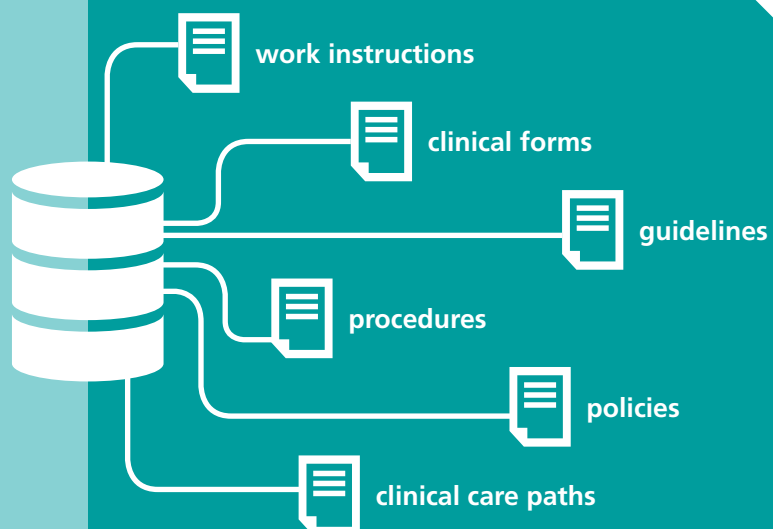 work instructions
clinical forms
guidelines
procedures
policies
clinical care paths